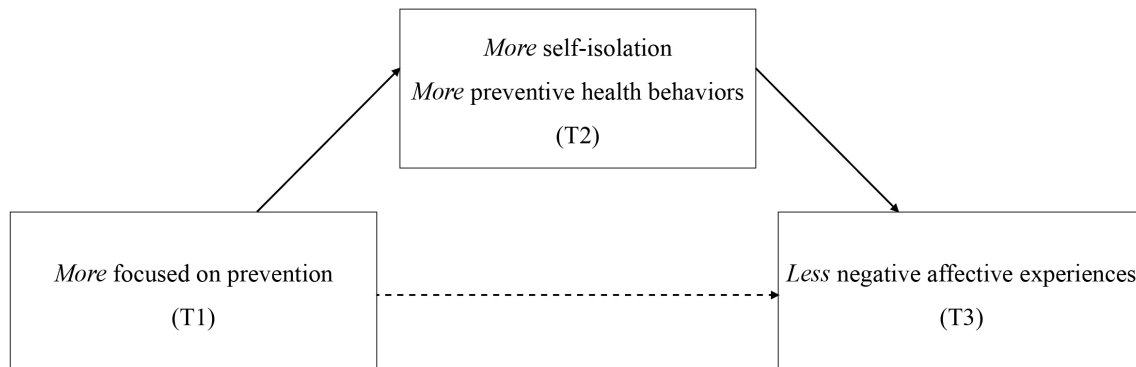 More self-isolation
More preventive health behaviors
(T2)
More focused on prevention
(T1)
Less negative affective experiences
(T3)